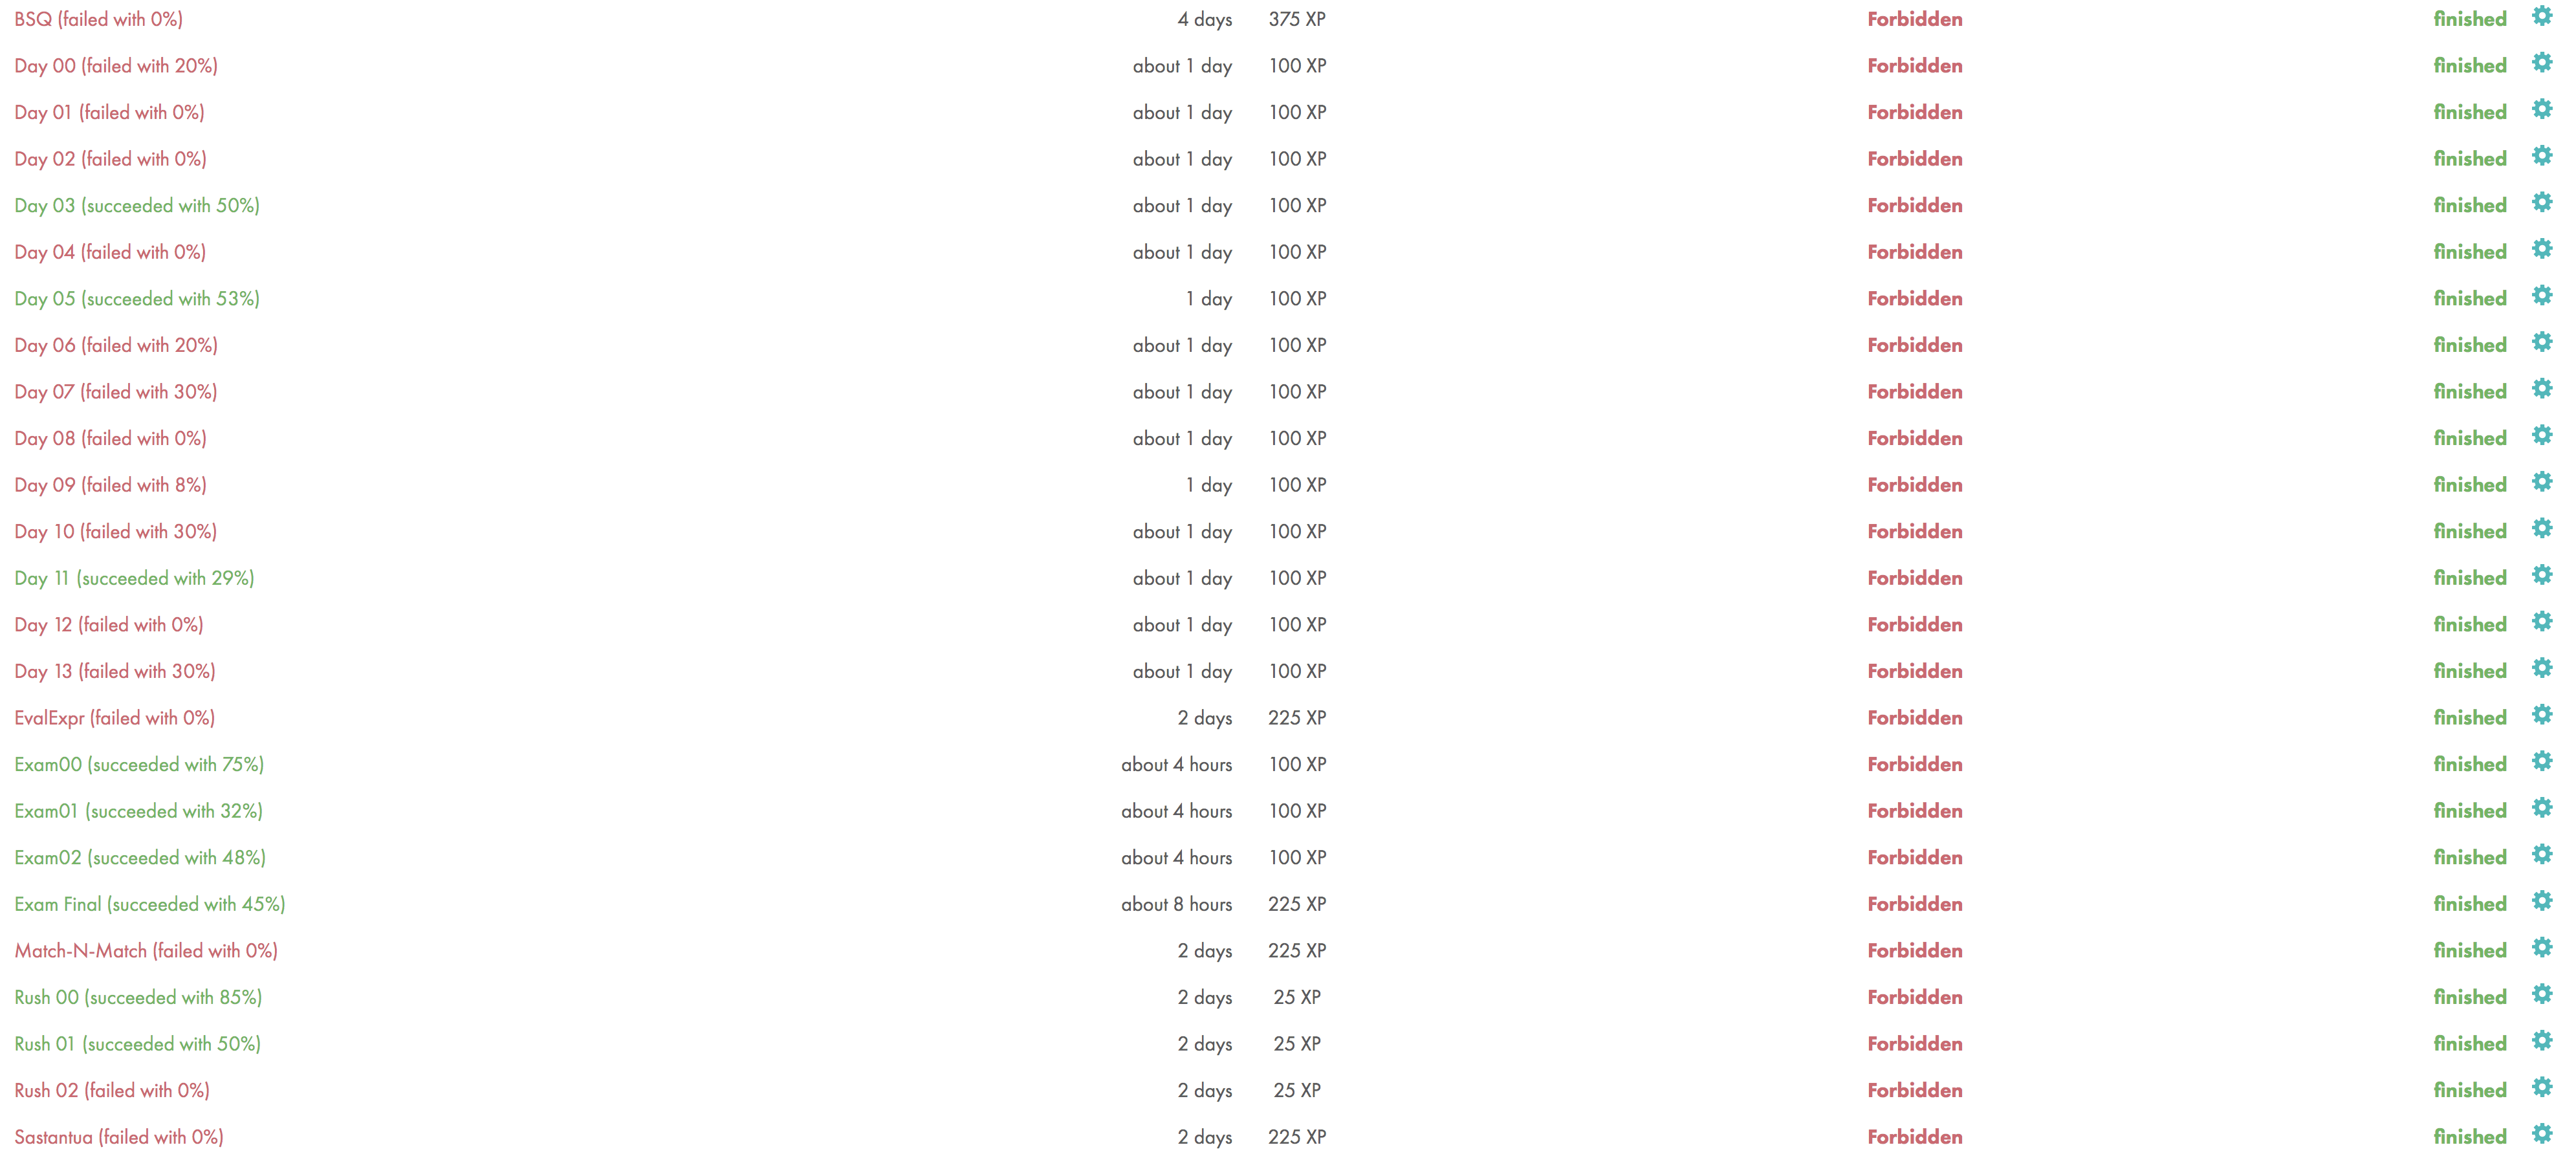 BSQ (failed with 0%) 4 days 375 XP Forbidden finished
Day 00 (failed with 20%) about 1 day 100 XP Forbidden finished
Day 01 (failed with 0%) about 1 day 100 XP Forbidden finished
Day 02 (failed with 0%) about 1 day 100 XP Forbidden finished
Day 03 (succeeded with 50%) about 1 day 100 XP Forbidden finished
Day 04 (failed with 0%) about 1 day 100 XP Forbidden finished
Day 05 (succeeded with 53%) 1 day 100 XP Forbidden finished
Day 06 (failed with 20%) about 1 day 100 XP Forbidden finished
Day 07 (failed with 30%) about 1 day 100 XP Forbidden finished
Day 08 (failed with 0%) about 1 day 100 XP Forbidden finished
Day 09 (failed with 8%) 1 day 100 XP Forbidden finished
Day 10 (failed with 30%) about 1 day 100 XP Forbidden finished
Day 11 (succeeded with 29%) about 1 day 100 XP Forbidden finished
Day 12 (failed with 0%) about 1 day 100 XP Forbidden finished
Day 13 (failed with 30%) about 1 day 100 XP Forbidden finished
EvalExpr (failed with 0%) 2 days 225 XP Forbidden finished
Exam00 (succeeded with 75%) about 4 hours 100 XP Forbidden finished
Exam01 (succeeded with 32%) about 4 hours 100 XP Forbidden finished
Exam02 (succeeded with 48%) about 4 hours 100 XP Forbidden finished
Exam Final (succeeded with 45%) about 8 hours 225 XP Forbidden finished
Match-N-Match (failed with 0%) 2 days 225 XP Forbidden finished
Rush 00 (succeeded with 85%) 2 days 25 XP Forbidden finished
Rush 01 (succeeded with 50%) 2 days 25 XP Forbidden finished
Rush 02 (failed with 0%) 2 days 25 XP Forbidden finished
Sastantua (failed with 0%) 2 days 225 XP Forbidden finished